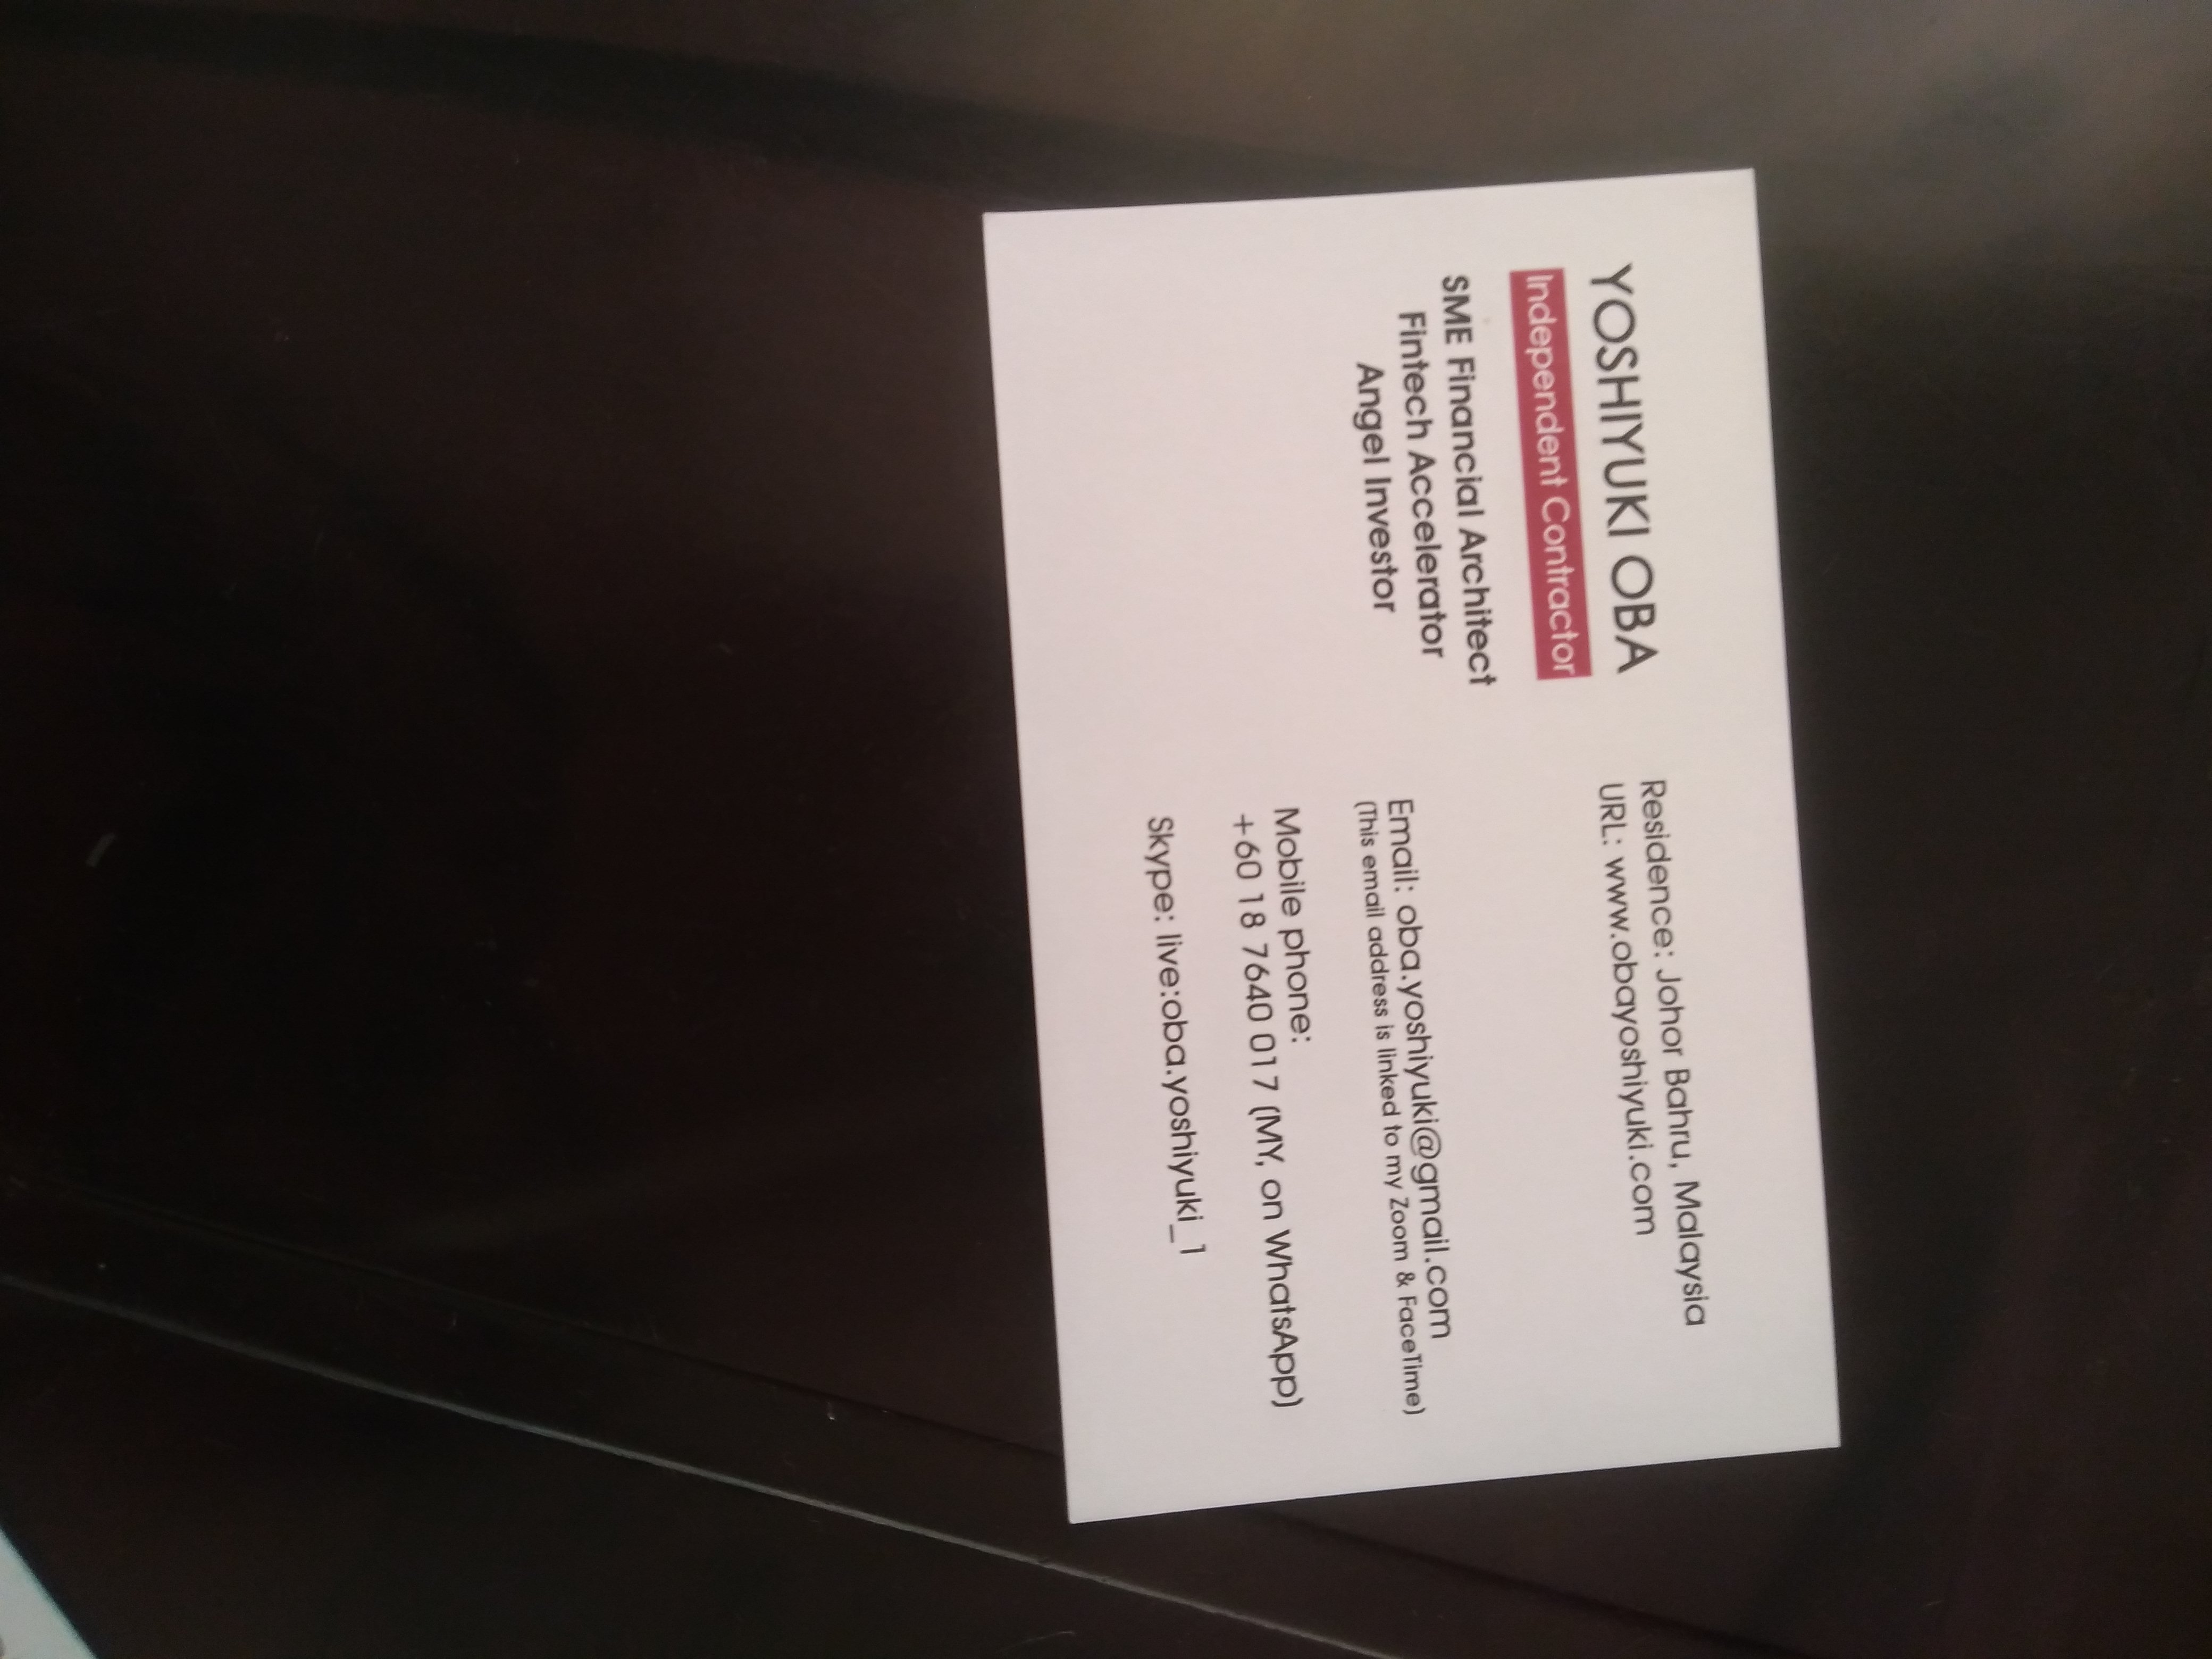 YOSHIYUKI OBA
Independent Contractor
SME Financial Architect
Fintech Accelerator
Angel Investor
Residence: Johor Bahru, Malaysia
URL: www.obayoshiyuki.com
Email: oba.yoshiyuki@gmail.com
(This email address is linked to my Zoom & FaceTime)
Mobile phone:
+60 18 7640 017 (MY, on WhatsApp)
Skype: live:oba.yoshiyuki_1